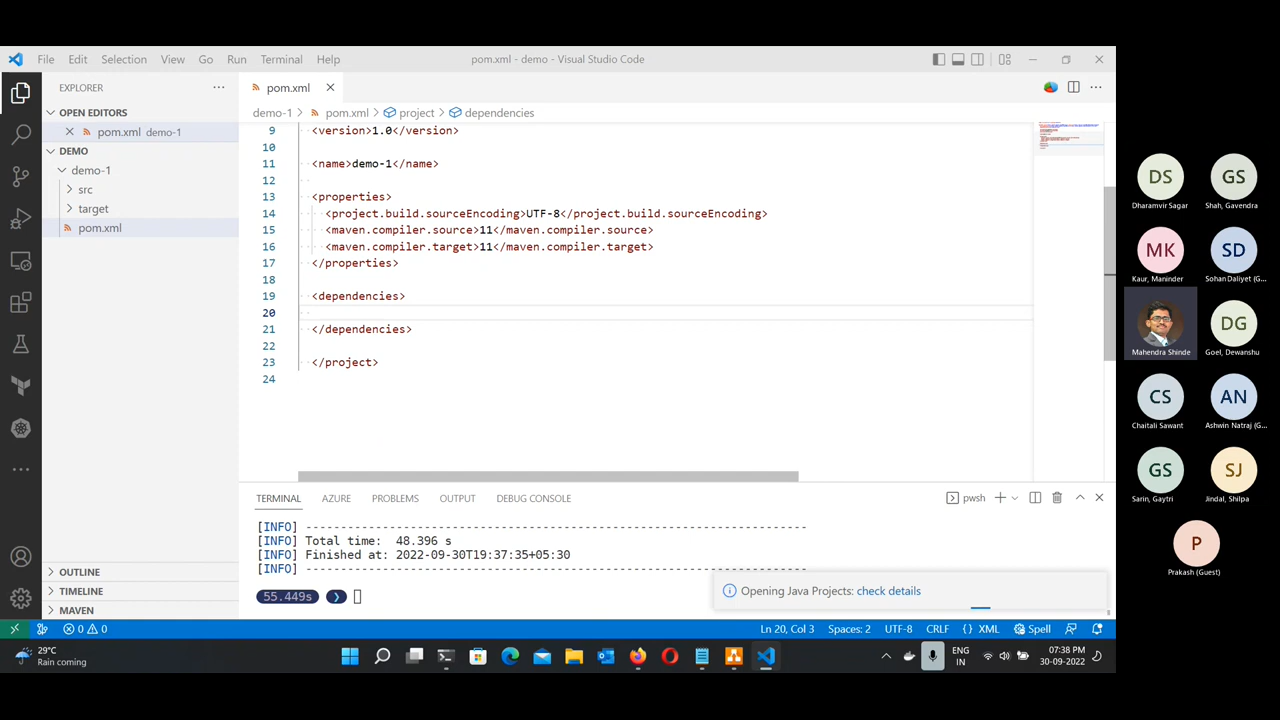 File Edit Selection View Go Run Terminal Help
pom.xml - demo - Visual Studio Code
EXPLORER
OPEN EDITORS
pom.xml demo-1
DEMO
demo-1
src
target
pom.xml
OUTLINE
TIMELINE
MAVEN
pom.xml
demo-1 > pom.xml > project > dependencies
9 <version>1.0</version>
10
11 <name>demo-1</name>
12
13 <properties>
14 <project.build.sourceEncoding>UTF-8</project.build.sourceEncoding>
15 <maven.compiler.source>11</maven.compiler.source>
16 <maven.compiler.target>11</maven.compiler.target>
17 </properties>
18
19 <dependencies>
20
21 </dependencies>
22
23 </project>
24
TERMINAL AZURE PROBLEMS OUTPUT DEBUG CONSOLE
pwsh
[INFO] ------------------------------------------------------------------------
[INFO] Total time:  48.396 s
[INFO] Finished at: 2022-09-30T19:37:35+05:30
[INFO] ------------------------------------------------------------------------
55.449s ❯
Opening Java Projects: check details
0 0
Ln 20, Col 3 Spaces: 2 UTF-8 CRLF {} XML Spell
29°C
Rain coming
ENG
IN
07:38 PM
30-09-2022
DS
Dharamvir Sagar
GS
Shah, Gavendra
MK
Kaur, Maninder
SD
Sohan Daliyet (G...
Mahendra Shinde
DG
Goel, Dewanshu
CS
Chaitali Sawant
AN
Ashwin Natraj (G...
GS
Sarin, Gaytri
SJ
Jindal, Shilpa
P
Prakash (Guest)